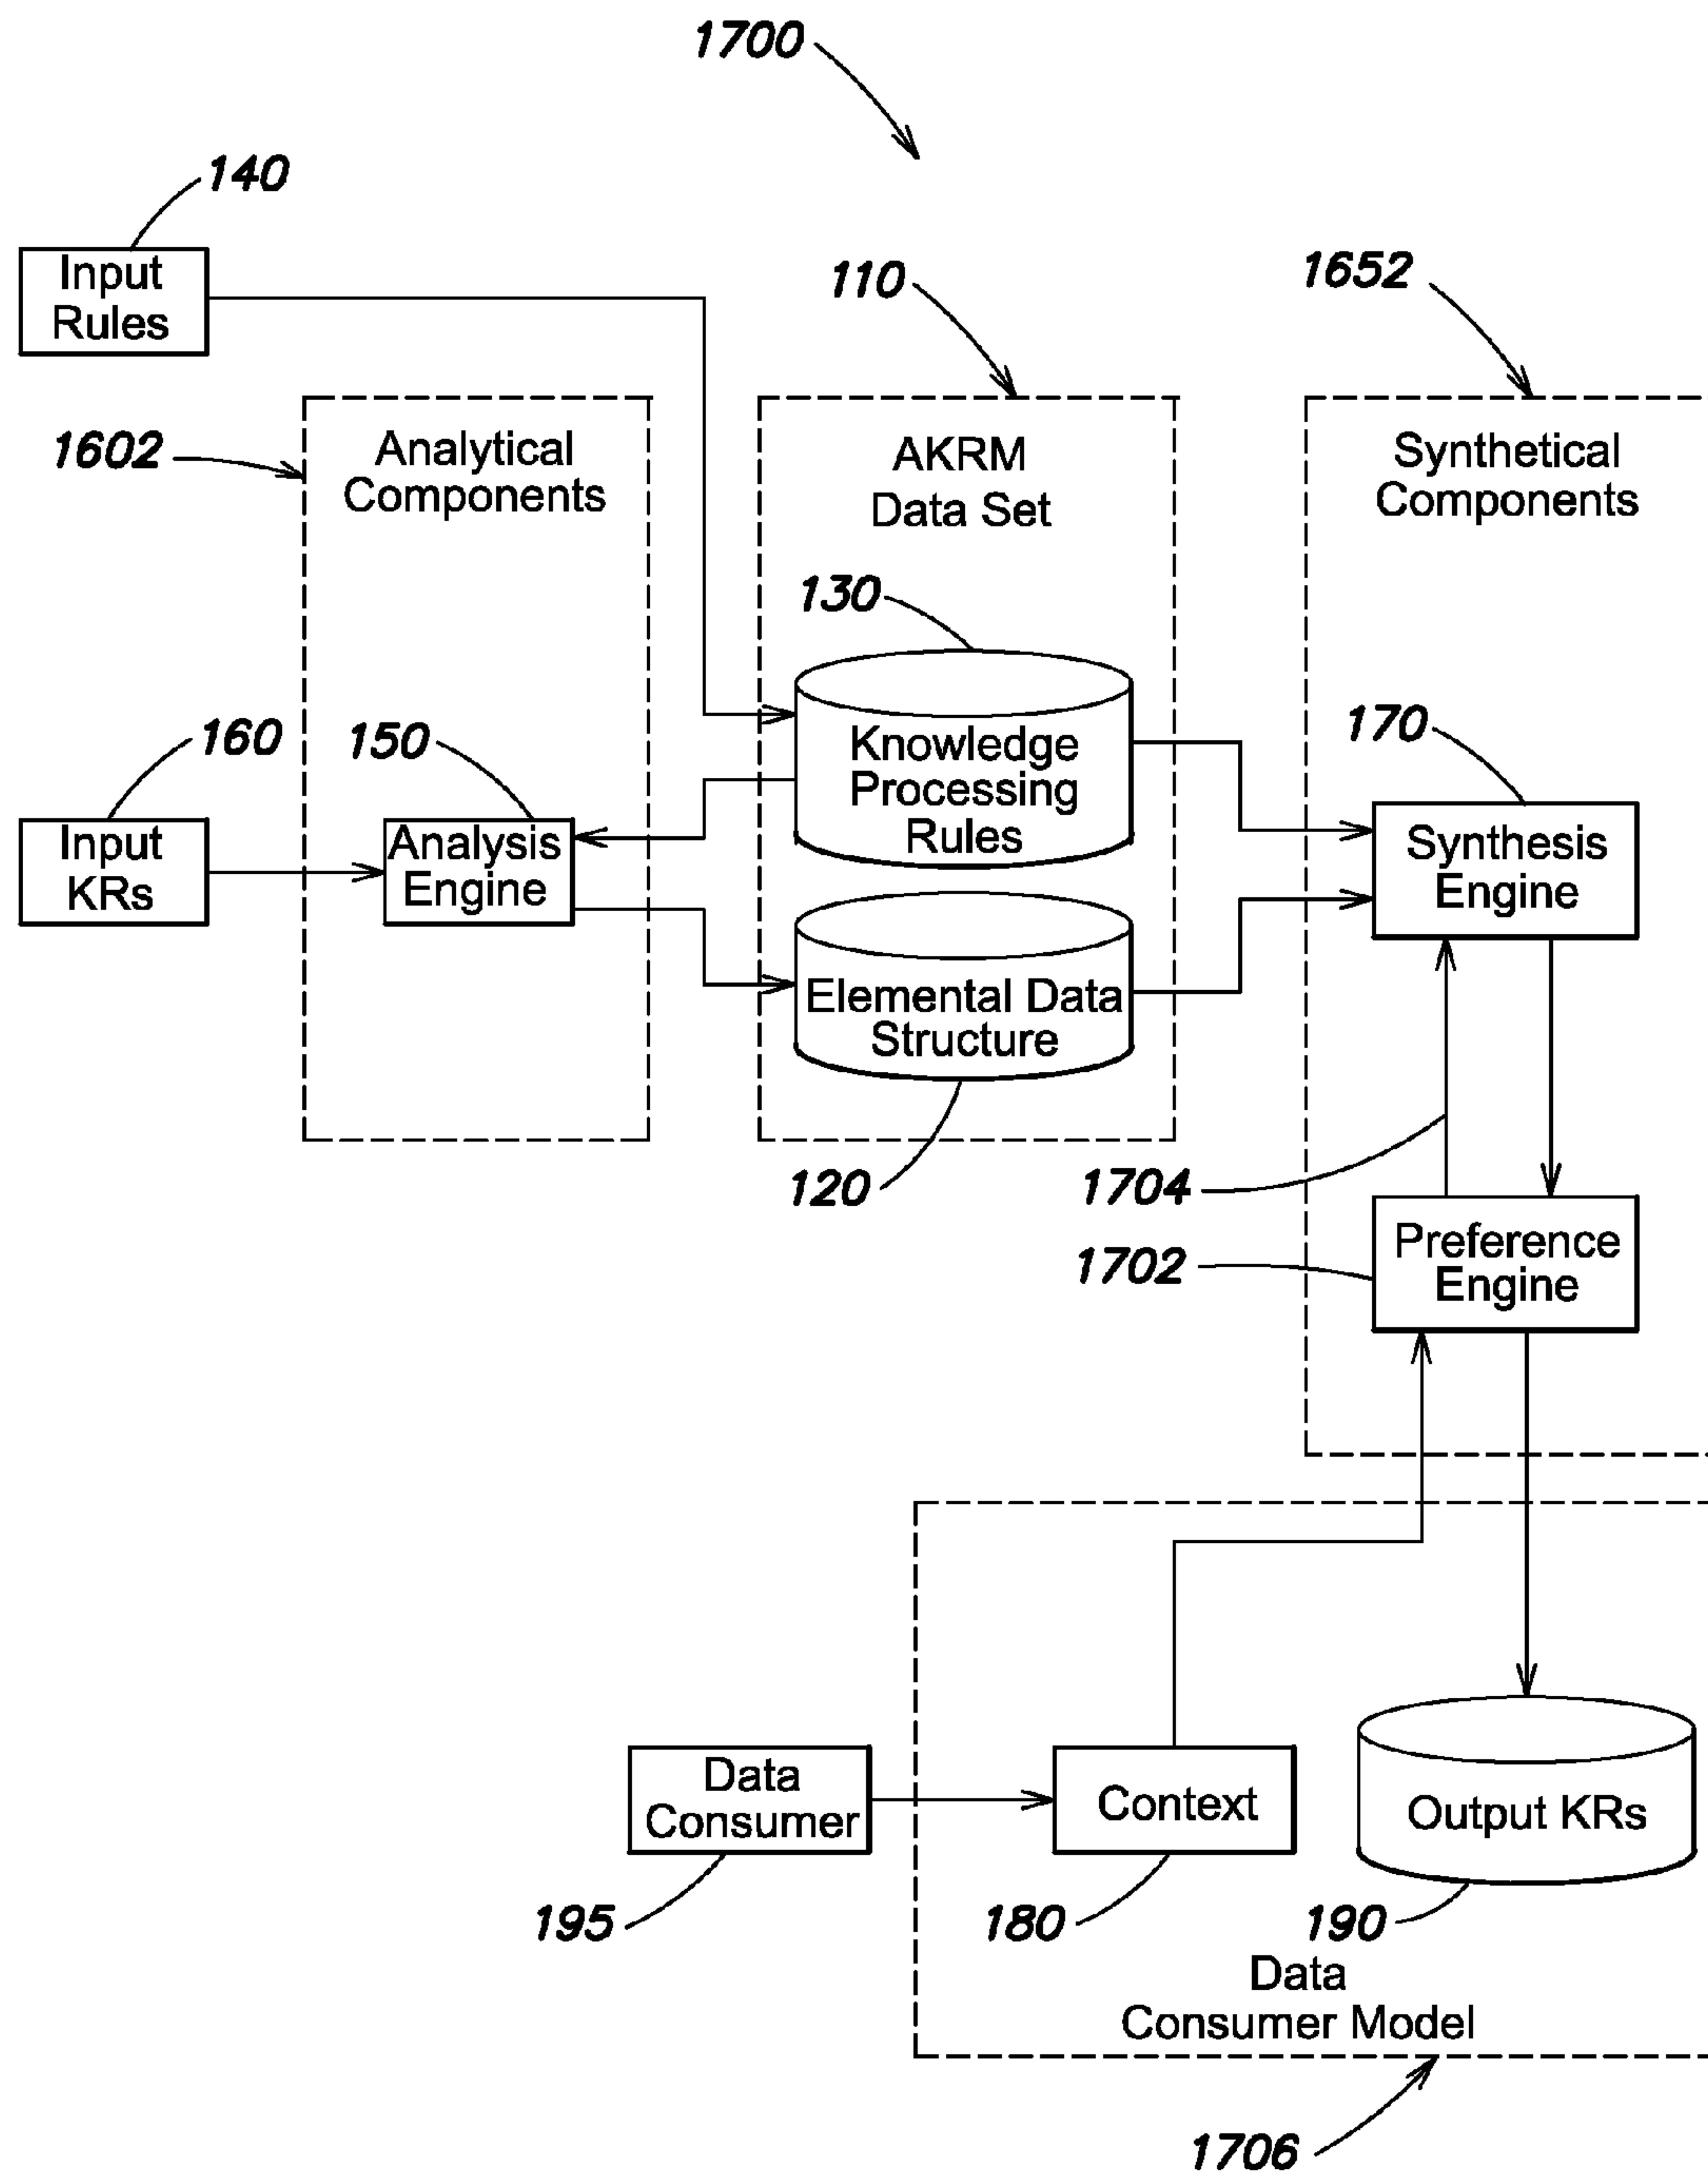 1700
140
Input
Rules
110
1652
1602
Analytical
Components
AKRM
Data Set
Synthetical
Components
130
160
150
170
Knowledge
Processing
Rules
Input
KRs
Analysis
Engine
Synthesis
Engine
Elemental Data
Structure
120
1704
1702
Preference
Engine
Data
Consumer
Context
Output KRs
195
180
190
Data
Consumer Model
1706